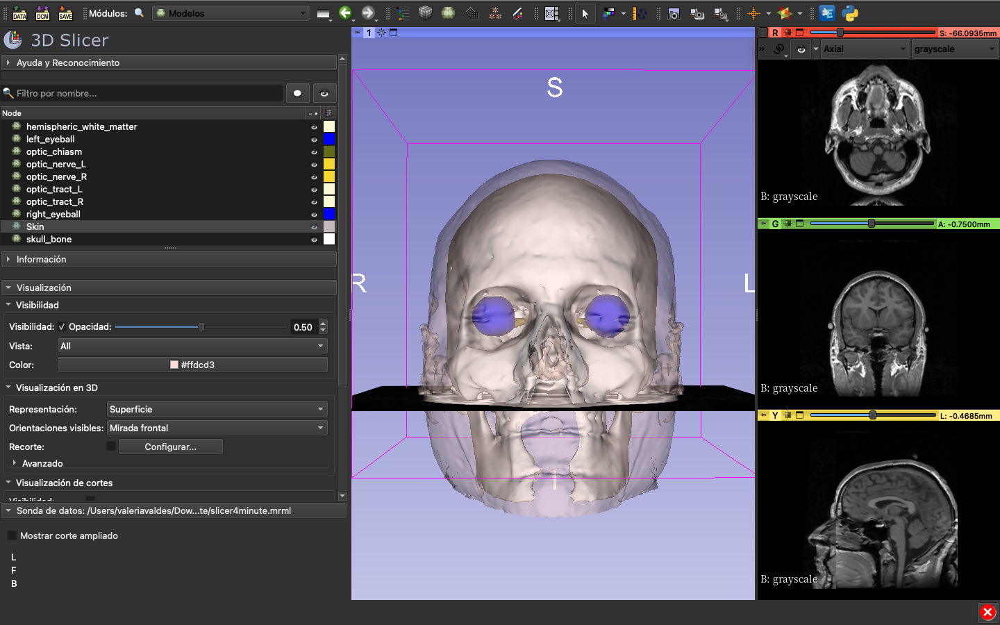 DATA DCM SAVE Módulos: Modelos
3D Slicer
Ayuda y Reconocimiento
Filtro por nombre...
Node
hemispheric_white_matter
left_eyeball
optic_chiasm
optic_nerve_L
optic_nerve_R
optic_tract_L
optic_tract_R
right_eyeball
Skin
skull_bone
Información
Visualización
Visibilidad
Visibilidad: Opacidad: 0.50
Vista: All
Color: #ffdcd3
Visualización en 3D
Representación: Superficie
Orientaciones visibles: Mirada frontal
Recorte: Configurar...
Avanzado
Visualización de cortes
Visibilidad:
Sonda de datos: /Users/valeriavaldes/Dow...te/slicer4minute.mrml
Mostrar corte ampliado
L
F
B
1
S
R
L
I
R S: -66.0935mm
» Axial grayscale
B: grayscale
G A: -0.7500mm
B: grayscale
Y L: -0.4685mm
B: grayscale